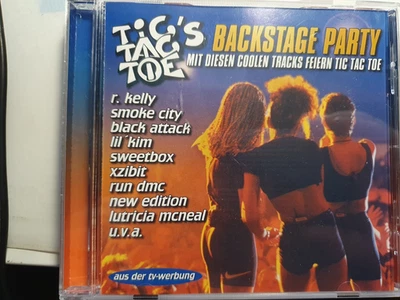 TiC's
TAC
TOE
BACKSTAGE PARTY
MIT DIESEN COOLEN TRACKS FEIERN TIC TAC TOE
r. kelly
smoke city
black attack
lil´kim
sweetbox
xzibit
run dmc
new edition
lutricia mcneal
u.v.a.
aus der tv-werbung